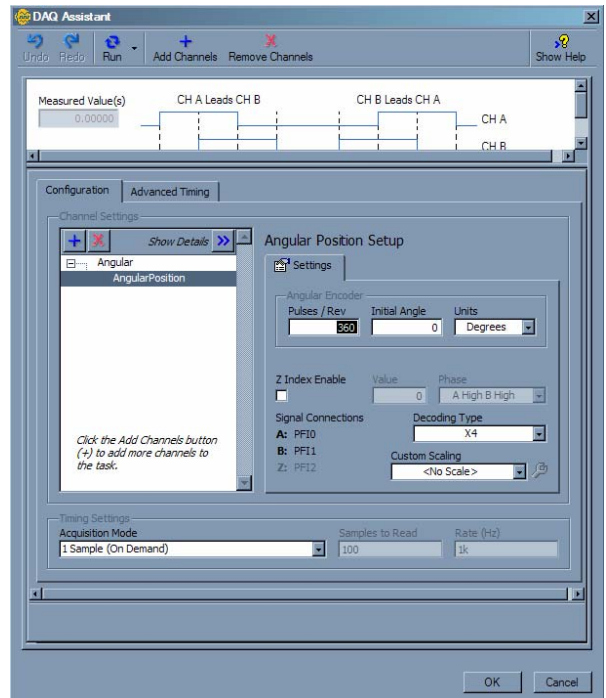 DAQ Assistant
Undo Redo Run Add Channels Remove Channels Show Help
Measured Value(s)
0.00000
CH A Leads CH B
CH B Leads CH A
CH A
CH B
Configuration Advanced Timing
Channel Settings
Show Details
Angular
AngularPosition
Click the Add Channels button
(+) to add more channels to
the task.
Angular Position Setup
Settings
Angular Encoder
Pulses / Rev Initial Angle Units
360 0 Degrees
Z Index Enable Value Phase
0 A High B High
Signal Connections Decoding Type
A: PFI0 X4
B: PFI1 Custom Scaling
Z: PFI2 <No Scale>
Timing Settings
Acquisition Mode Samples to Read Rate (Hz)
1 Sample (On Demand) 100 1k
OK Cancel